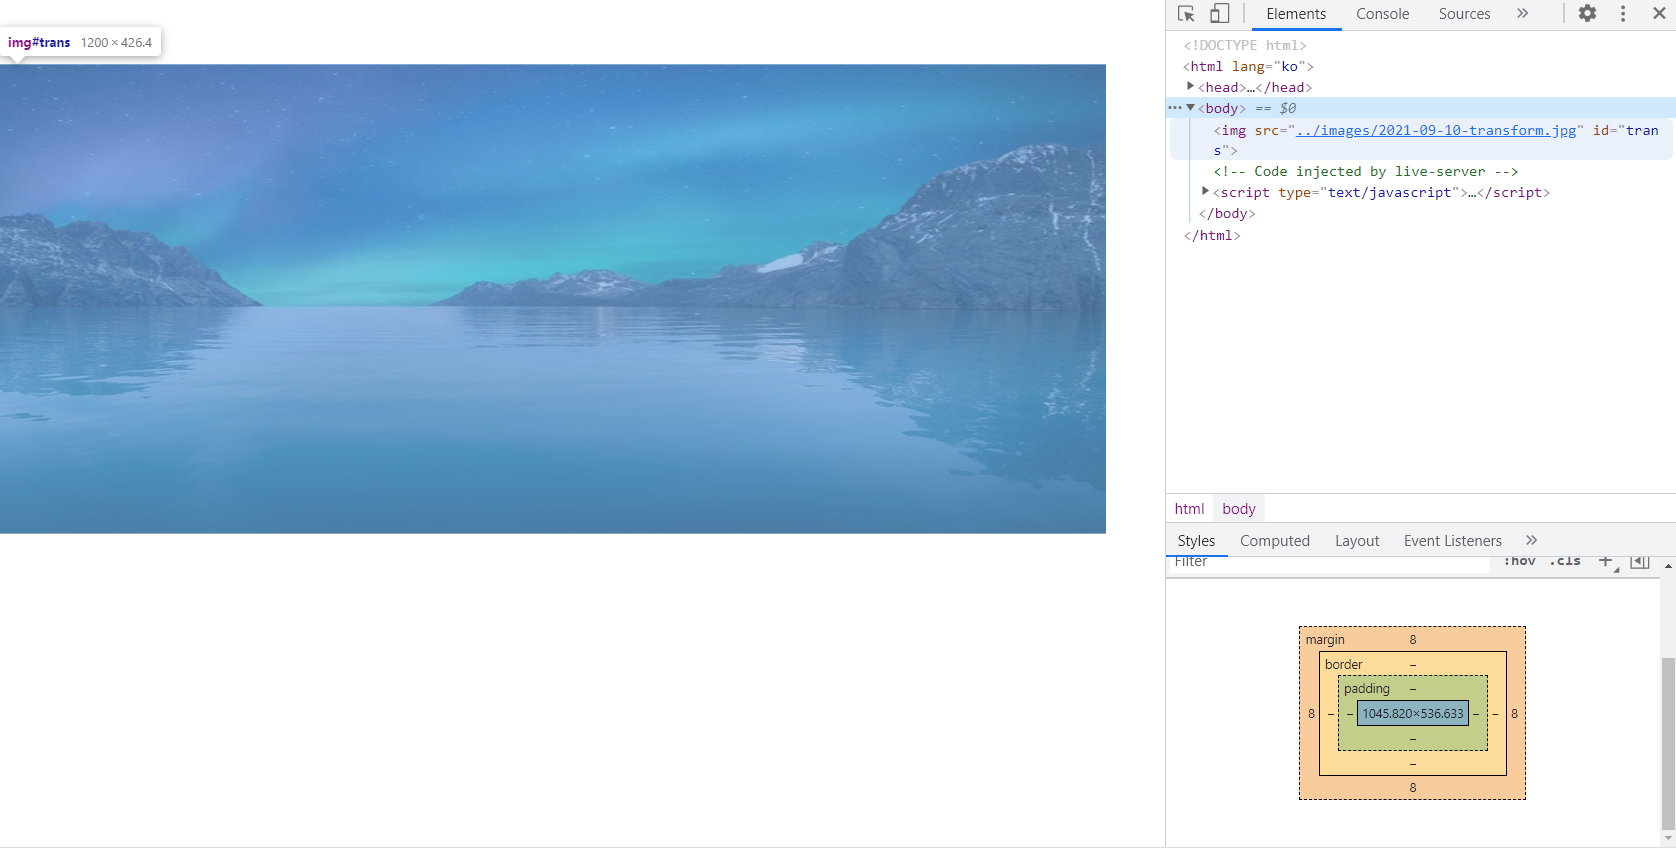 img#trans 1200 × 426.4
Elements Console Sources »
<!DOCTYPE html>
<html lang="ko">
<head>…</head>
<body> == $0
<img src="../images/2021-09-10-transform.jpg" id="tran
s">
<!-- Code injected by live-server -->
<script type="text/javascript">…</script>
</body>
</html>
html body
Styles Computed Layout Event Listeners »
Filter :hov .cls +
margin 8
border –
padding –
8 – – 1045.820×536.633 – – 8
–
–
8